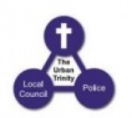 The
Urban
Trinity
Local
Council
Police